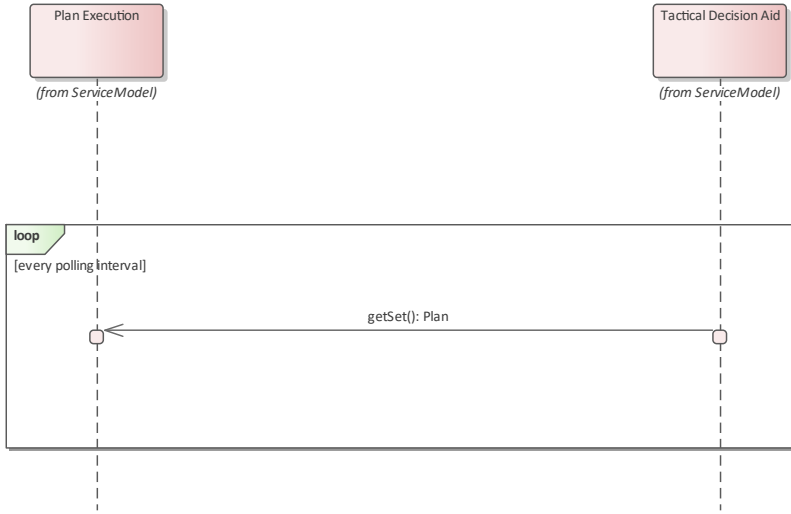 Plan Execution
Tactical Decision Aid
(from ServiceModel)
(from ServiceModel)
loop
[every polling interval]
getSet(): Plan